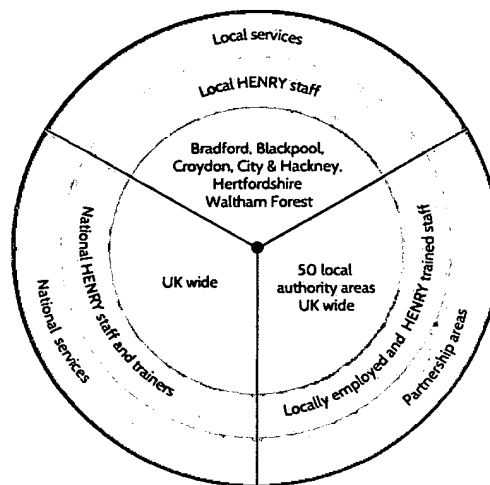 Local services
Local HENRY staff
Bradford, Blackpool,
Croydon, City & Hackney,
Hertfordshire
Waltham Forest
National services
National HENRY staff and trainers
UK wide
50 local
authority areas
UK wide
Locally employed and HENRY trained staff
Partnership areas